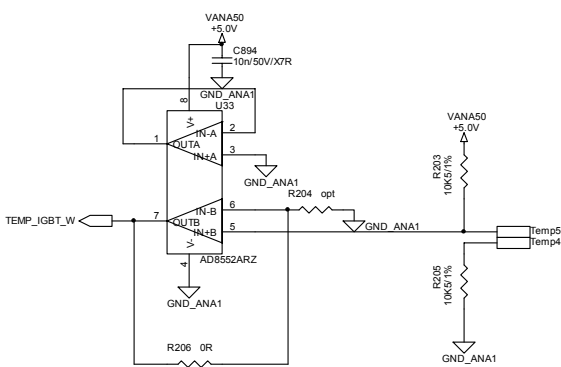 VANA50
+5.0V
C894
10n/50V/X7R
GND_ANA1
U33
8
V+
1
OUTA
IN-A
2
IN+A
3
GND_ANA1
VANA50
+5.0V
R203
10K5/1%
R204 opt
TEMP_IGBT_W
7
OUTB
IN-B
6
IN+B
5
GND_ANA1
Temp5
Temp4
V-
4
AD8552ARZ
GND_ANA1
R205
10K5/1%
R206 0R
GND_ANA1